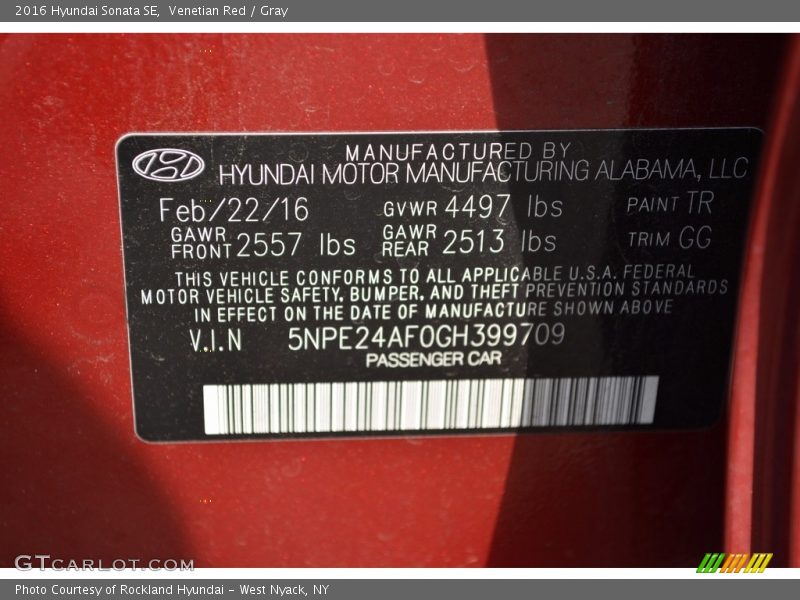 2016 Hyundai Sonata SE, Venetian Red / Gray
MANUFACTURED BY
HYUNDAI MOTOR MANUFACTURING ALABAMA, LLC
Feb/22/16 GVWR 4497 lbs PAINT TR
GAWR FRONT 2557 lbs GAWR REAR 2513 lbs TRIM GG
THIS VEHICLE CONFORMS TO ALL APPLICABLE U.S.A. FEDERAL
MOTOR VEHICLE SAFETY, BUMPER, AND THEFT PREVENTION STANDARDS
IN EFFECT ON THE DATE OF MANUFACTURE SHOWN ABOVE
V.I.N 5NPE24AF0GH399709
PASSENGER CAR
GTCARLOT.COM
Photo Courtesy of Rockland Hyundai - West Nyack, NY